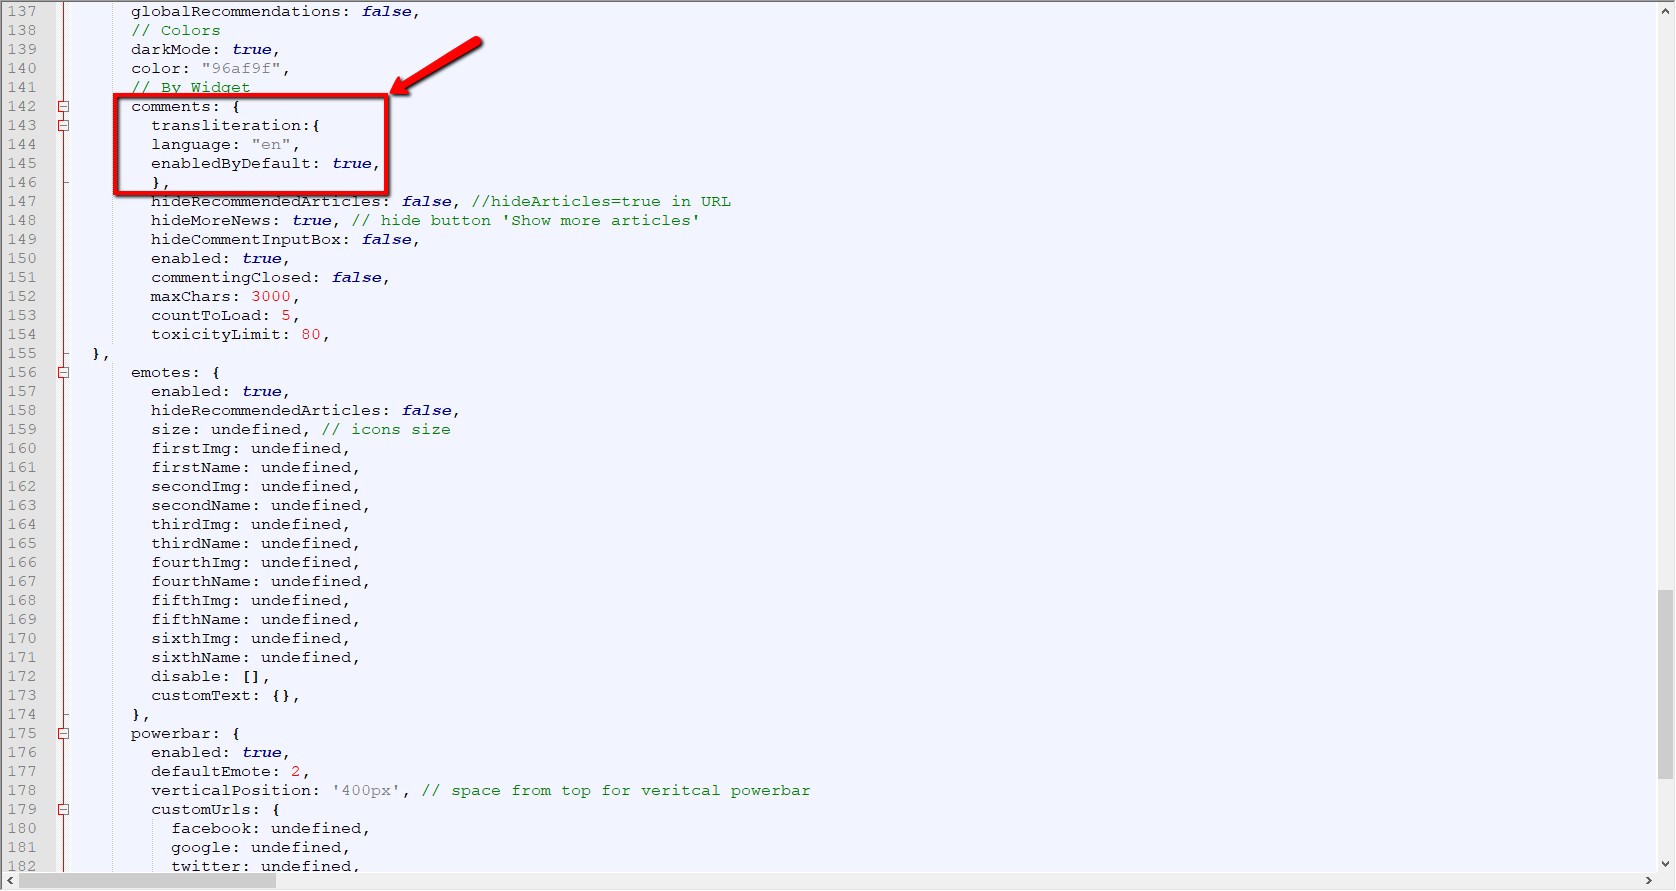 137 globalRecommendations: false,
138 // Colors
139 darkMode: true,
140 color: "96af9f",
141 // By Widget
142 comments: {
143 transliteration:{
144 language: "en",
145 enabledByDefault: true,
146 },
147 hideRecommendedArticles: false, //hideArticles=true in URL
148 hideMoreNews: true, // hide button 'Show more articles'
149 hideCommentInputBox: false,
150 enabled: true,
151 commentingClosed: false,
152 maxChars: 3000,
153 countToLoad: 5,
154 toxicityLimit: 80,
155 },
156 emotes: {
157 enabled: true,
158 hideRecommendedArticles: false,
159 size: undefined, // icons size
160 firstImg: undefined,
161 firstName: undefined,
162 secondImg: undefined,
163 secondName: undefined,
164 thirdImg: undefined,
165 thirdName: undefined,
166 fourthImg: undefined,
167 fourthName: undefined,
168 fifthImg: undefined,
169 fifthName: undefined,
170 sixthImg: undefined,
171 sixthName: undefined,
172 disable: [],
173 customText: {},
174 },
175 powerbar: {
176 enabled: true,
177 defaultEmote: 2,
178 verticalPosition: '400px', // space from top for veritcal powerbar
179 customUrls: {
180 facebook: undefined,
181 google: undefined,
182 twitter: undefined,